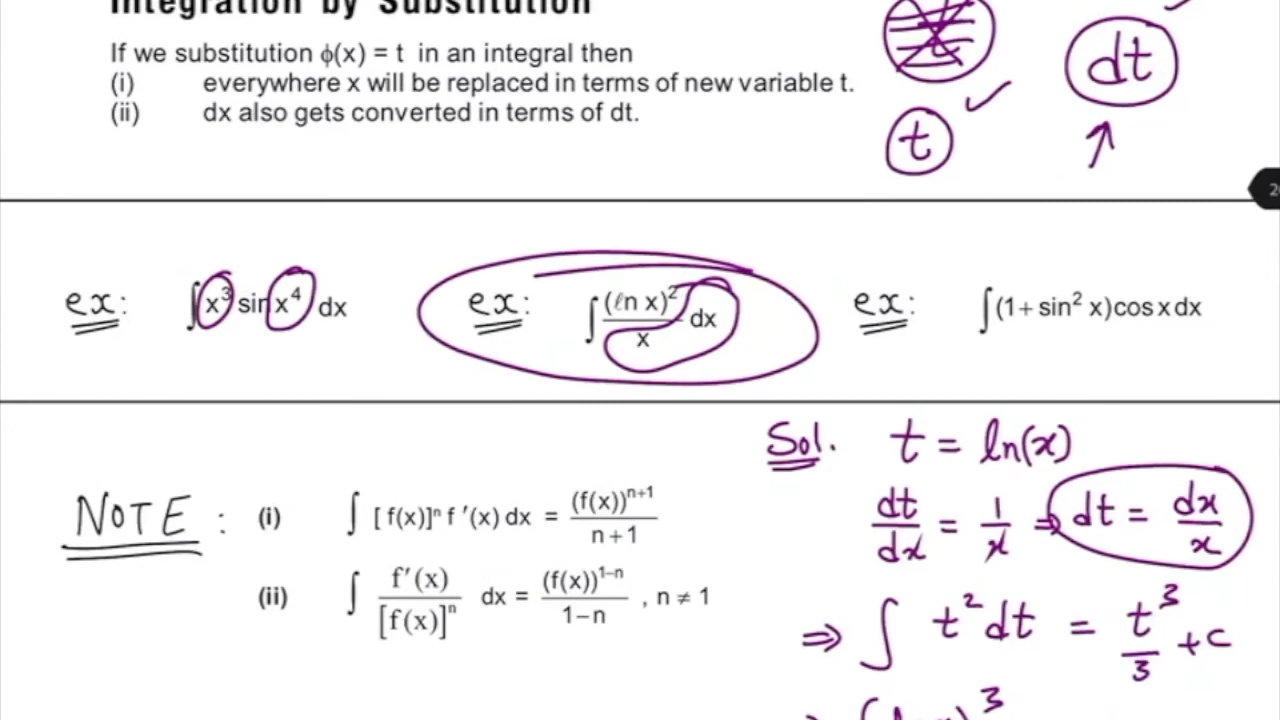 Integration by Substitution
If we substitution ϕ(x) = t in an integral then
(i) everywhere x will be replaced in terms of new variable t.
(ii) dx also gets converted in terms of dt.
dt
t ✓
ex: ∫x³ sin x⁴ dx
ex: ∫ (ℓn x)²/x dx
ex: ∫(1 + sin² x) cos x dx
Sol. t = ln(x)
dt/dx = 1/x ⇒ dt = dx/x
⇒ ∫ t² dt = t³/3 + c
NOTE :
(i) ∫ [f(x)]ⁿ f '(x) dx = (f(x))ⁿ⁺¹/n+1
(ii) ∫ f′(x)/[f(x)]ⁿ dx = (f(x))¹⁻ⁿ/1–n , n ≠ 1